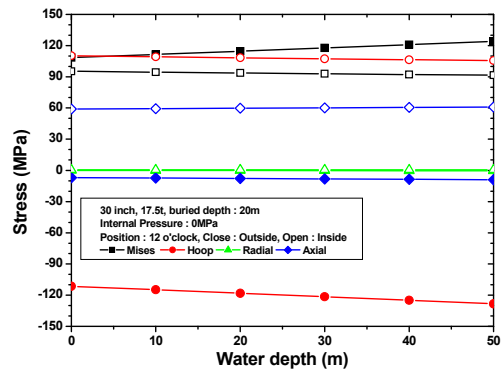 150
120
90
60
30
0
-30
-60
-90
-120
-150
Stress (MPa)
30 inch, 17.5t, buried depth : 20m
Internal Pressure : 0MPa
Position : 12 o'clock, Close : Outside, Open : Inside
Mises Hoop Radial Axial
0 10 20 30 40 50
Water depth (m)